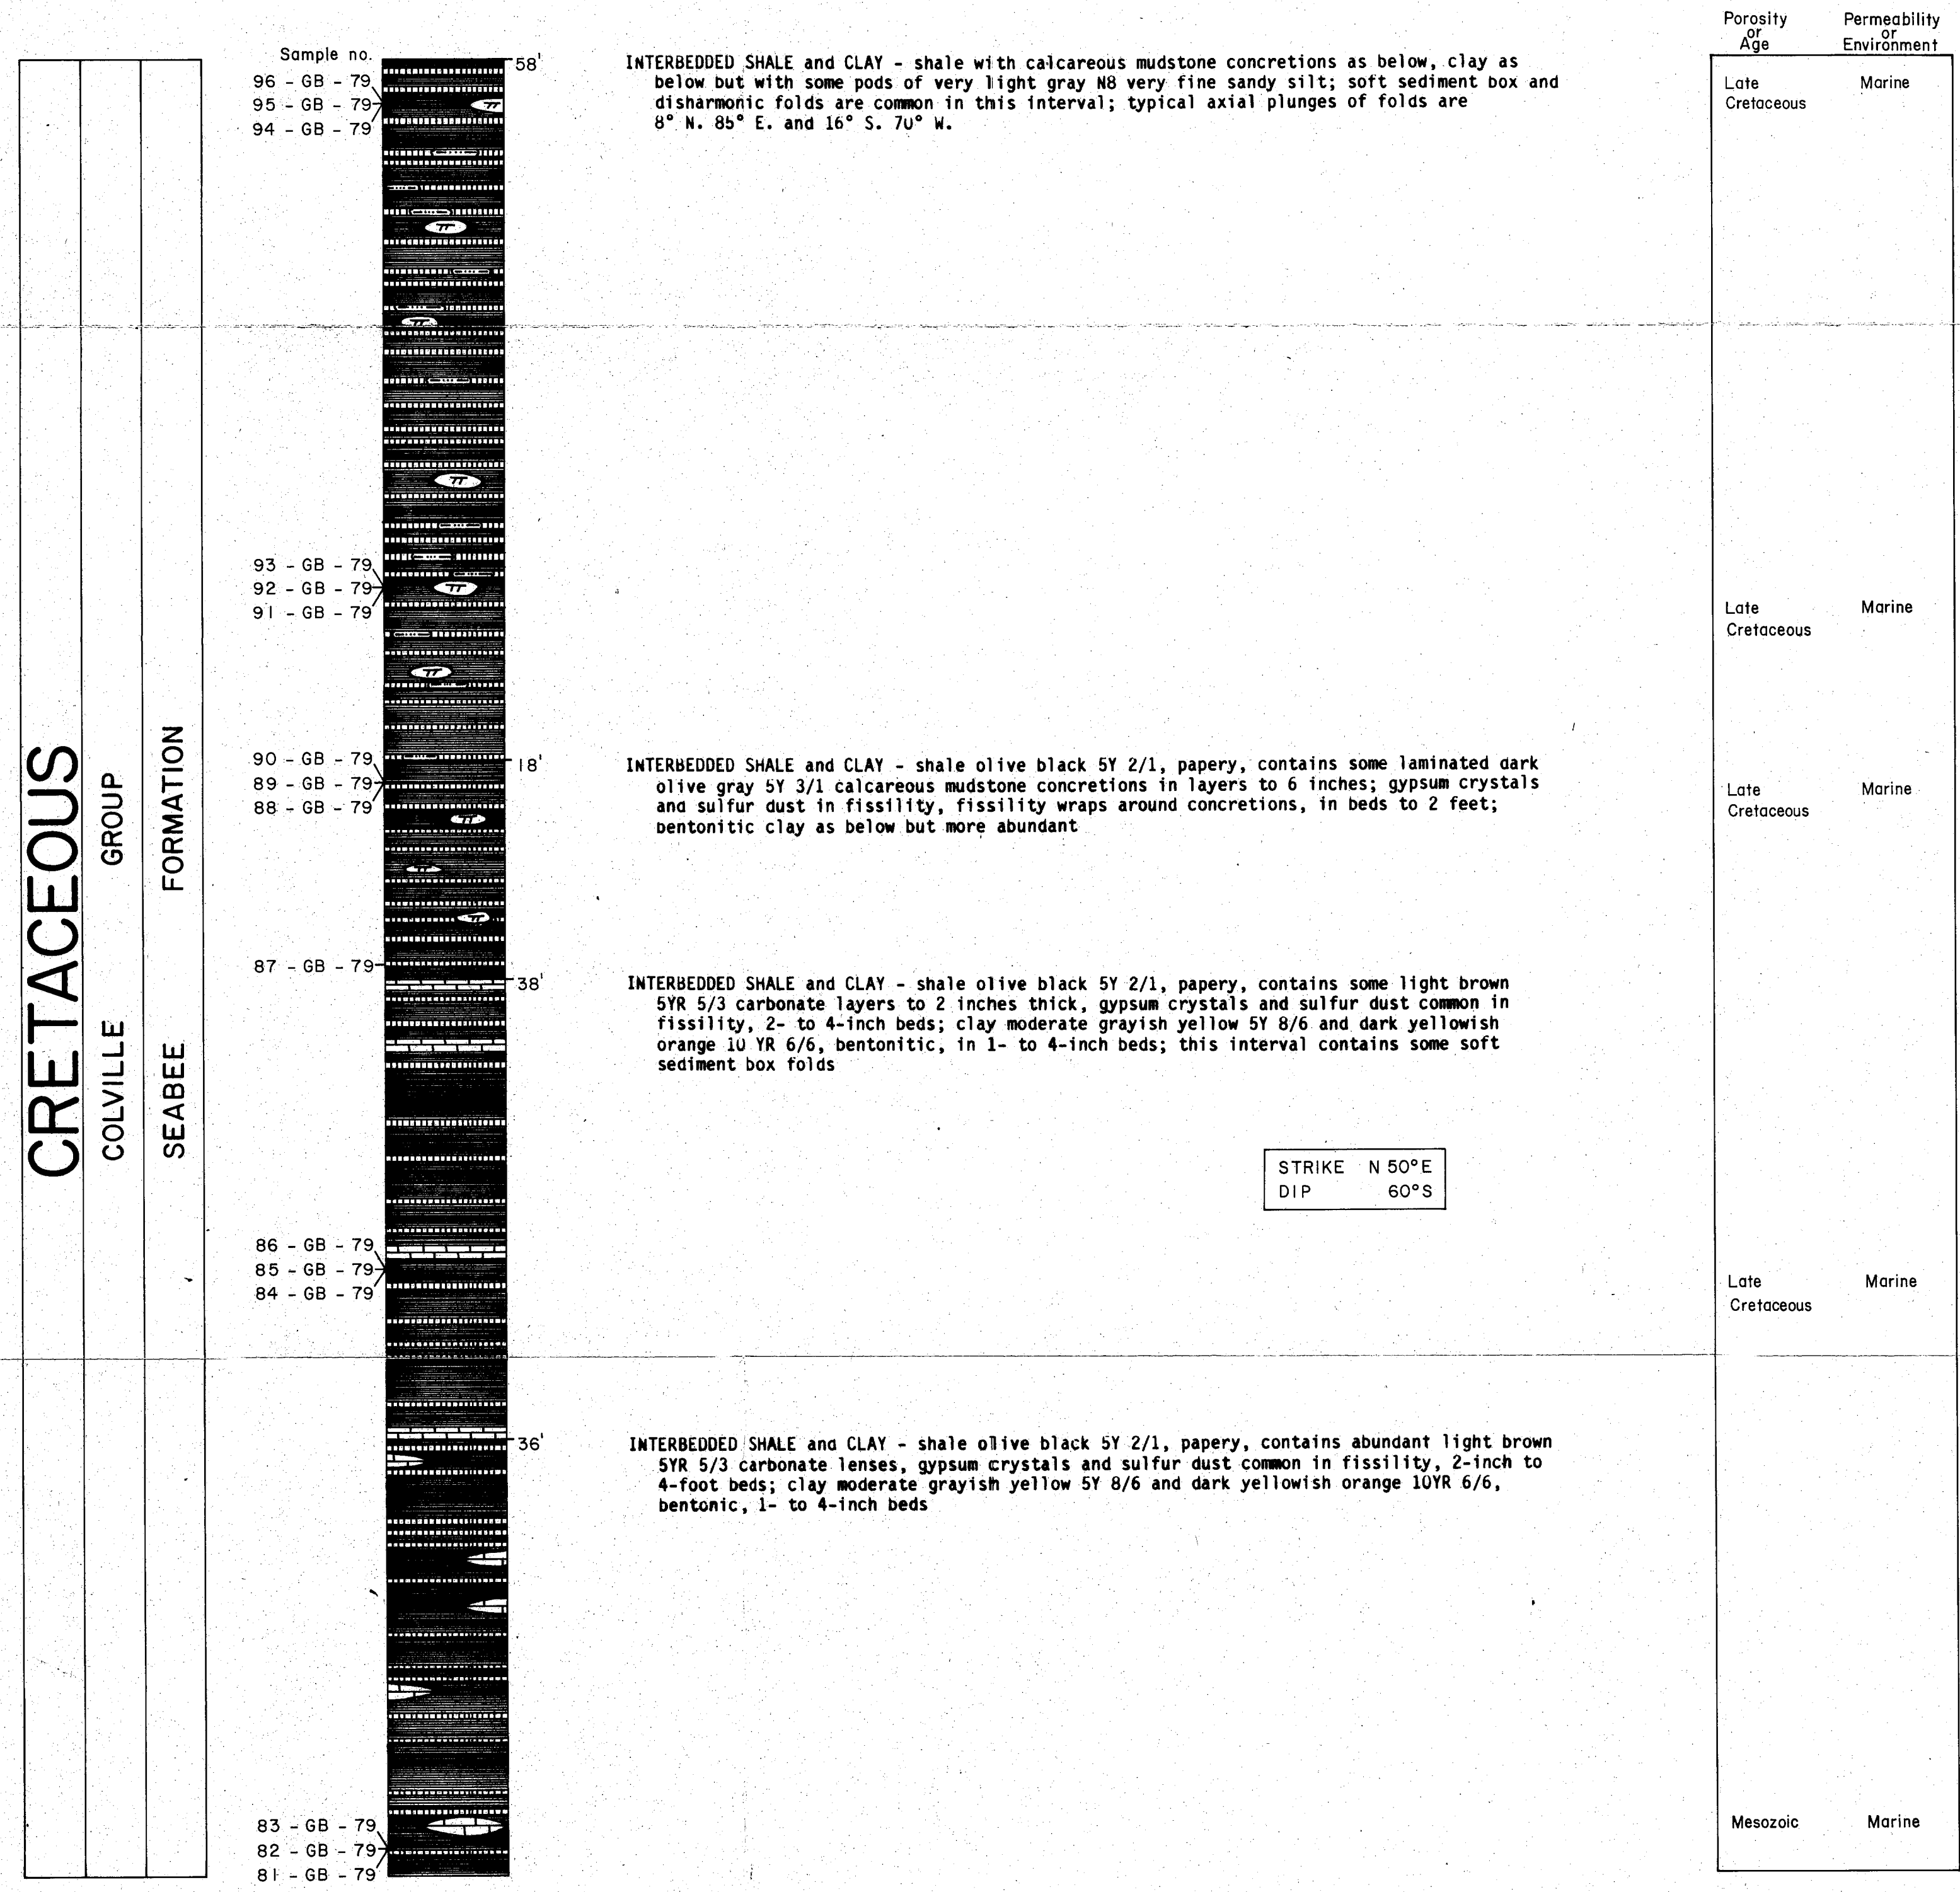 Porosity or Age
Permeability or Environment
CRETACEOUS
COLVILLE GROUP
SEABEE FORMATION
Sample no.
96 - GB - 79
95 - GB - 79
94 - GB - 79
58'
INTERBEDDED SHALE and CLAY - shale with calcareous mudstone concretions as below, clay as
below but with some pods of very light gray N8 very fine sandy silt; soft sediment box and
disharmonic folds are common in this interval; typical axial plunges of folds are
8° N. 85° E. and 16° S. 70° W.
Late Marine
Cretaceous
93 - GB - 79
92 - GB - 79
91 - GB - 79
Late Marine
Cretaceous
90 - GB - 79
89 - GB - 79
88 - GB - 79
18'
INTERBEDDED SHALE and CLAY - shale olive black 5Y 2/1, papery, contains some laminated dark
olive gray 5Y 3/1 calcareous mudstone concretions in layers to 6 inches; gypsum crystals
and sulfur dust in fissility, fissility wraps around concretions, in beds to 2 feet;
bentonitic clay as below but more abundant
Late Marine
Cretaceous
87 - GB - 79
38'
INTERBEDDED SHALE and CLAY - shale olive black 5Y 2/1, papery, contains some light brown
5YR 5/3 carbonate layers to 2 inches thick, gypsum crystals and sulfur dust common in
fissility, 2- to 4-inch beds; clay moderate grayish yellow 5Y 8/6 and dark yellowish
orange 10 YR 6/6, bentonitic, in 1- to 4-inch beds; this interval contains some soft
sediment box folds
STRIKE N 50°E
DIP 60°S
86 - GB - 79
85 - GB - 79
84 - GB - 79
Late Marine
Cretaceous
36'
INTERBEDDED SHALE and CLAY - shale olive black 5Y 2/1, papery, contains abundant light brown
5YR 5/3 carbonate lenses, gypsum crystals and sulfur dust common in fissility, 2-inch to
4-foot beds; clay moderate grayish yellow 5Y 8/6 and dark yellowish orange 10YR 6/6,
bentonic, 1- to 4-inch beds
83 - GB - 79
82 - GB - 79
81 - GB - 79
Mesozoic Marine